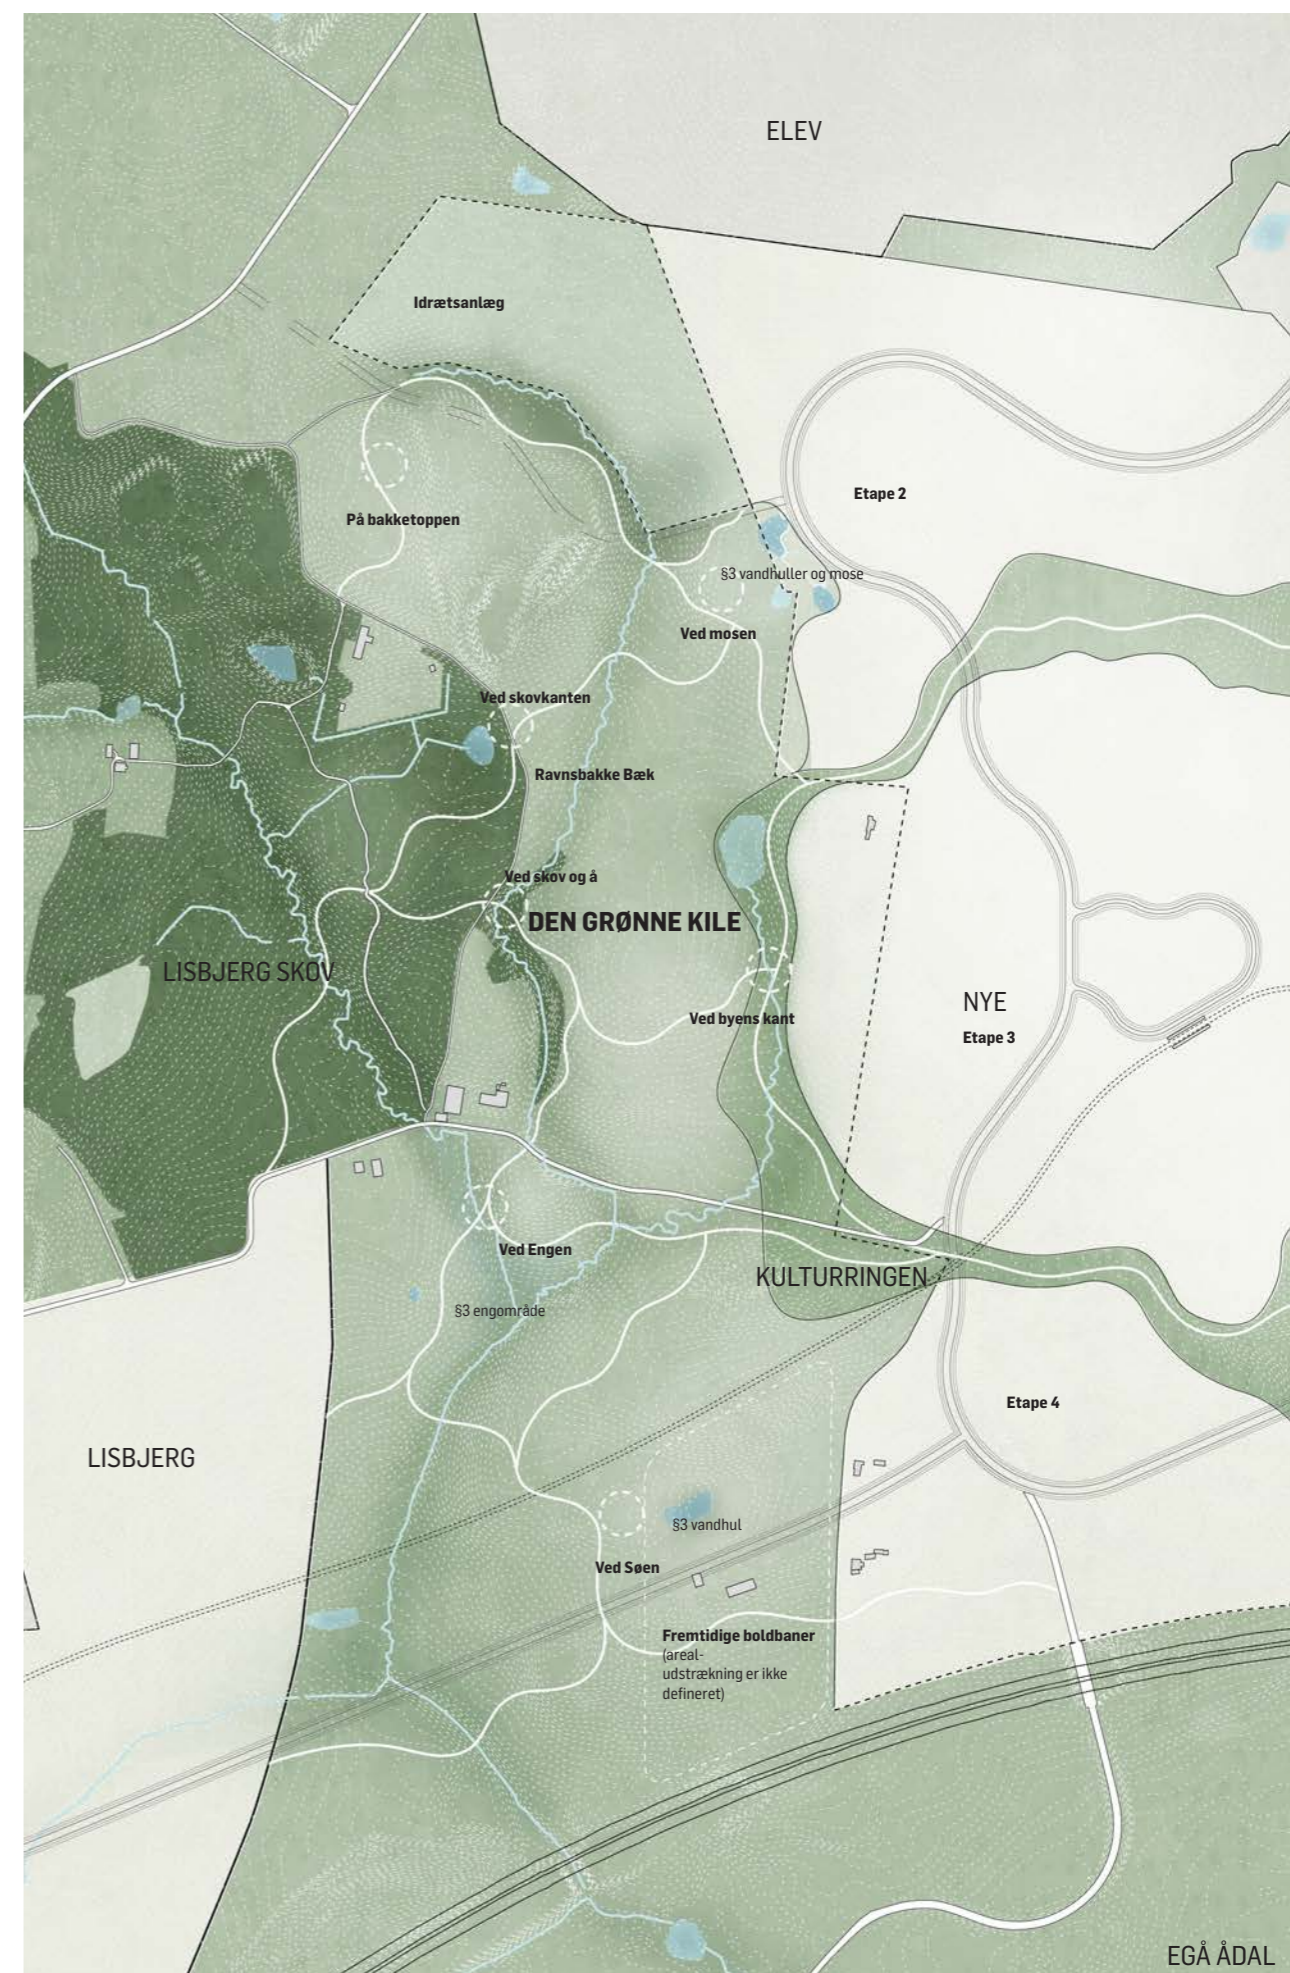 ELEV
Idrætsanlæg
Etape 2
På bakketoppen
§3 vandhuller og mose
Ved mosen
Ved skovkanten
Ravnsbakke Bæk
Ved skov og å
DEN GRØNNE KILE
LISBJERG SKOV
NYE
Ved byens kant
Etape 3
Ved Engen
KULTURRINGEN
§3 engområde
Etape 4
LISBJERG
§3 vandhul
Ved Søen
Fremtidige boldbaner
(areal-
udstrækning er ikke
defineret)
EGÅ ÅDAL